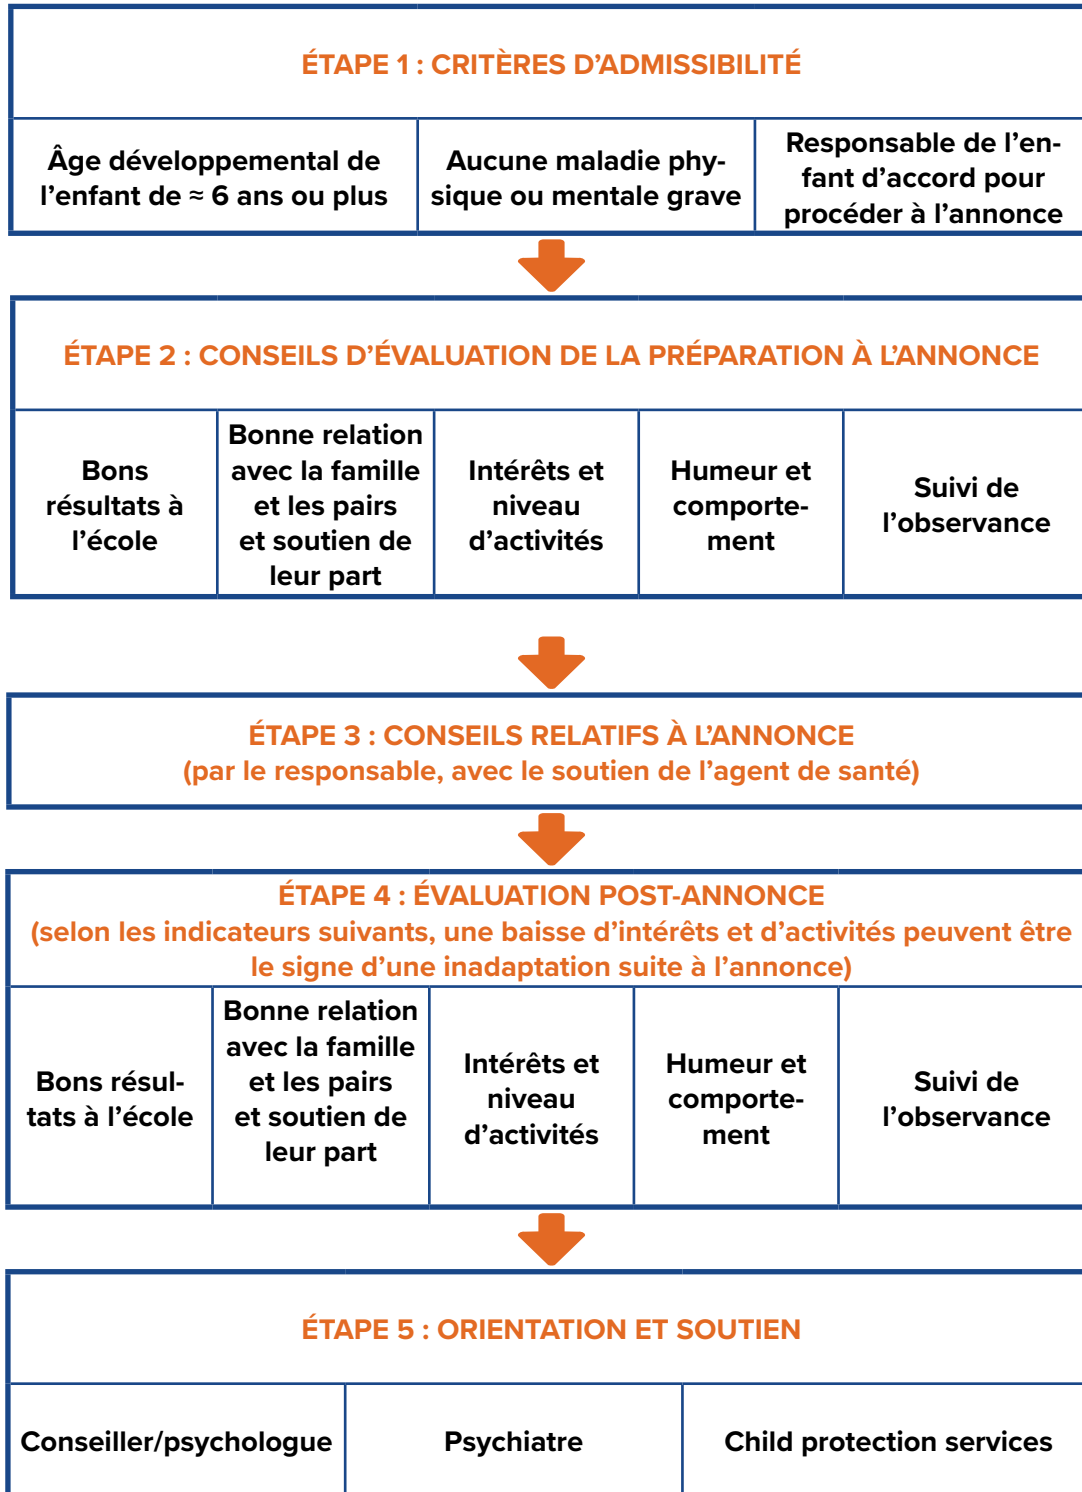 ÉTAPE 1 : CRITÈRES D’ADMISSIBILITÉ
Âge développemental de
l’enfant de ≈ 6 ans ou plus
Aucune maladie phy-
sique ou mentale grave
Responsable de l’en-
fant d’accord pour
procéder à l’annonce
ÉTAPE 2 : CONSEILS D’ÉVALUATION DE LA PRÉPARATION À L’ANNONCE
Bons
résultats à
l’école
Bonne relation
avec la famille
et les pairs
et soutien de
leur part
Intérêts et
niveau
d’activités
Humeur et
comporte-
ment
Suivi de
l’observance
ÉTAPE 3 : CONSEILS RELATIFS À L’ANNONCE
(par le responsable, avec le soutien de l’agent de santé)
ÉTAPE 4 : ÉVALUATION POST-ANNONCE
(selon les indicateurs suivants, une baisse d’intérêts et d’activités peuvent être
le signe d’une inadaptation suite à l’annonce)
Bons résul-
tats à l’école
Bonne relation
avec la famille
et les pairs
et soutien de
leur part
Intérêts et
niveau
d’activités
Humeur et
comporte-
ment
Suivi de
l’observance
ÉTAPE 5 : ORIENTATION ET SOUTIEN
Conseiller/psychologue
Psychiatre
Child protection services